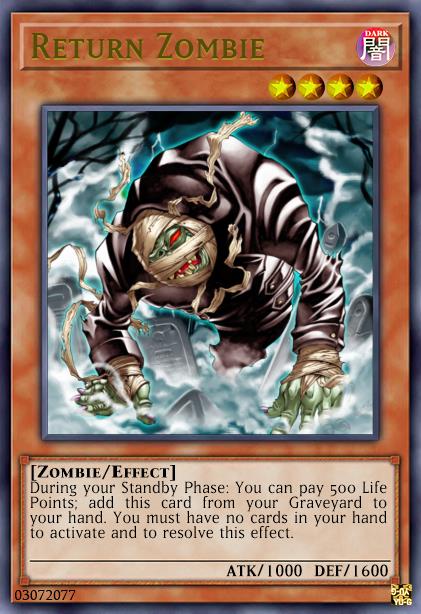 RETURN ZOMBIE
DARK
闇
[ZOMBIE/EFFECT]
During your Standby Phase: You can pay 500 Life
Points; add this card from your Graveyard to
your hand. You must have no cards in your hand
to activate and to resolve this effect.
ATK/1000 DEF/1600
03072077